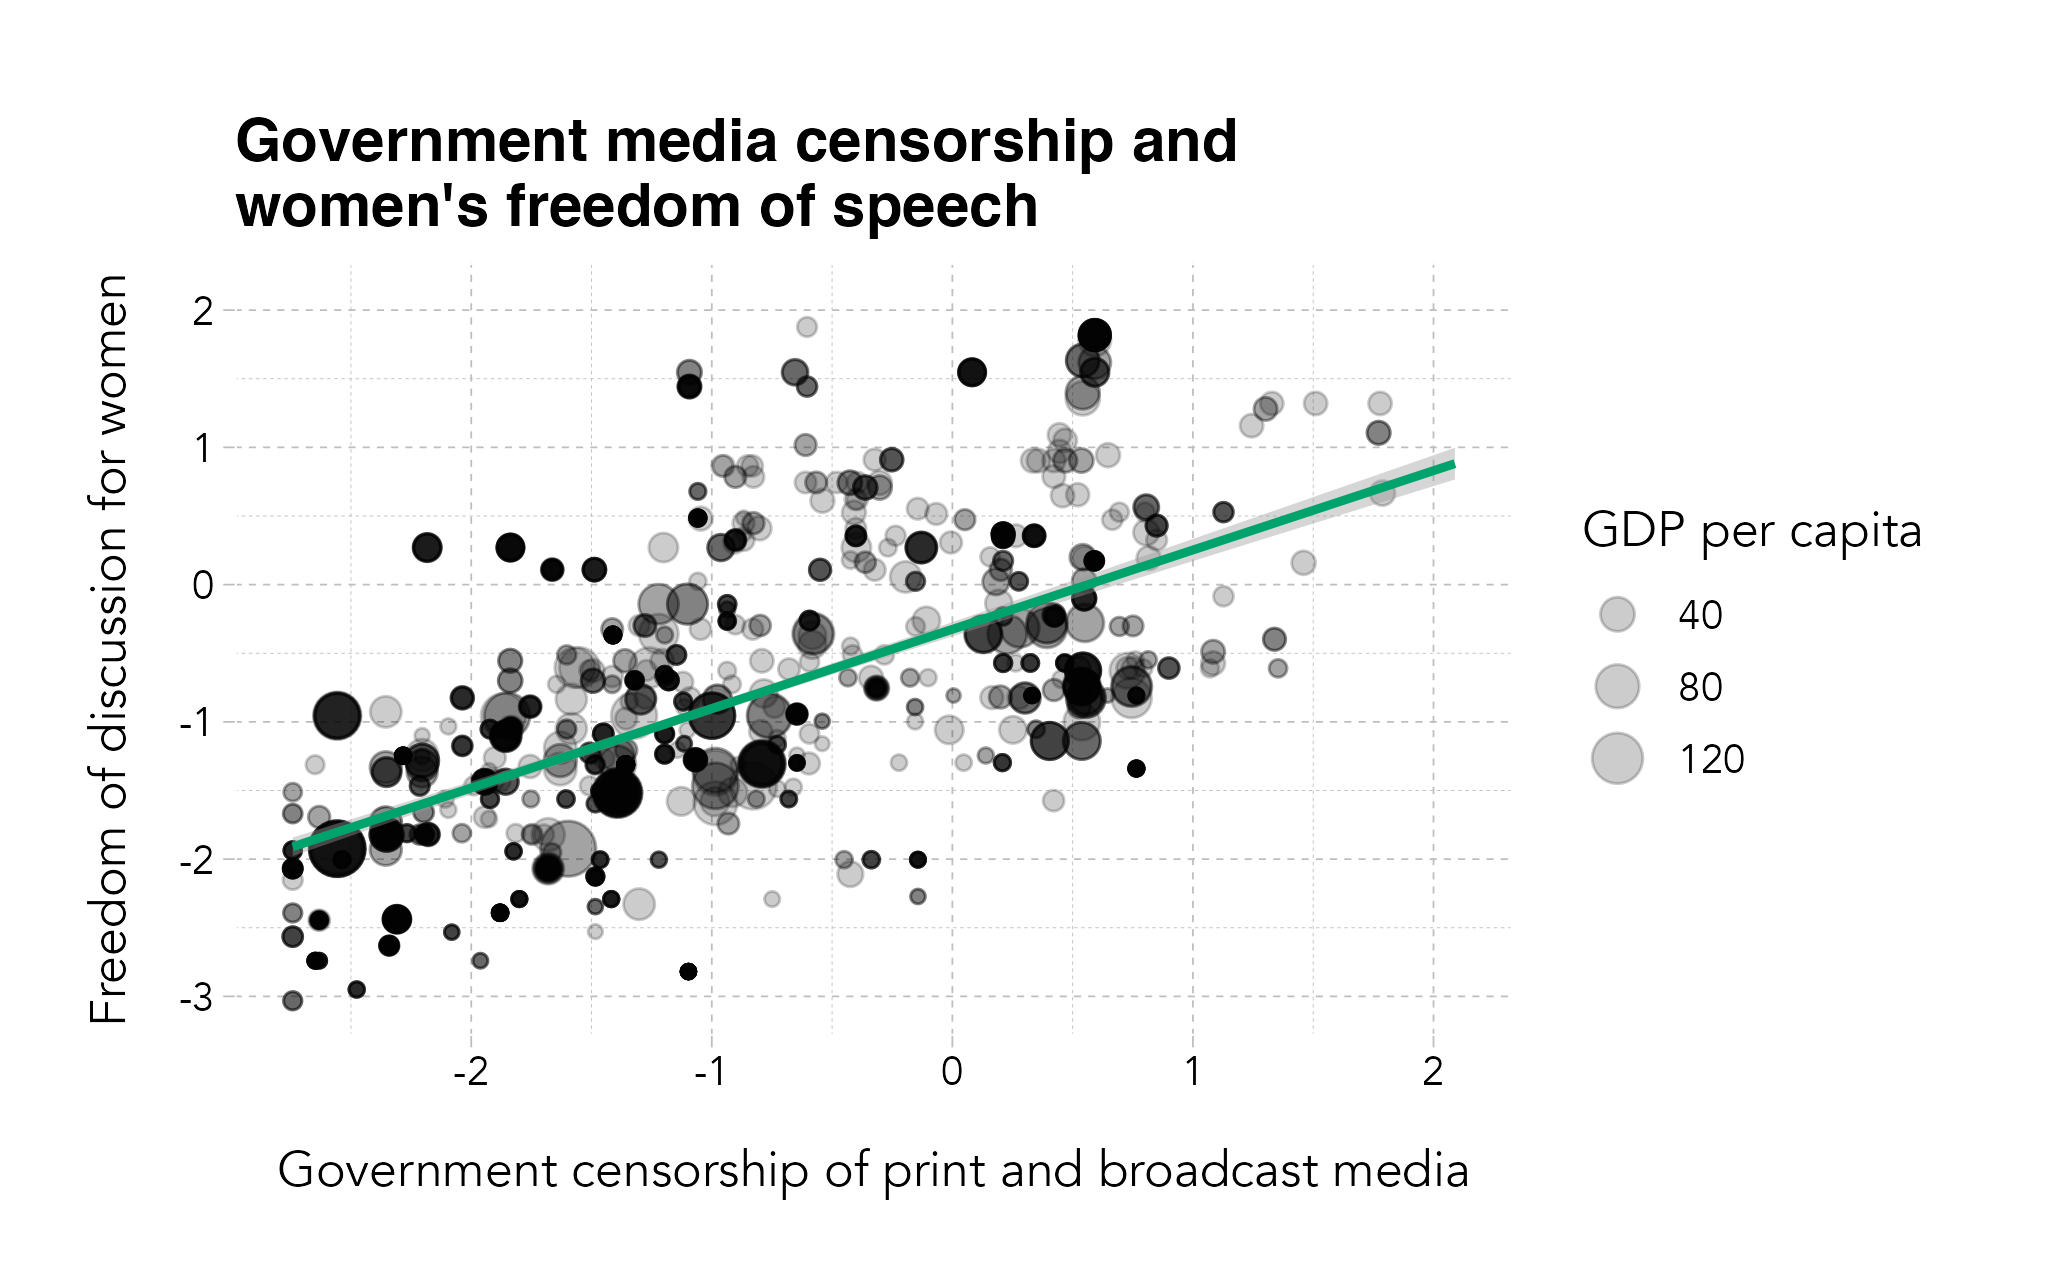 Government media censorship and
women's freedom of speech
Freedom of discussion for women
2
1
0
-1
-2
-3
-2
-1
0
1
2
Government censorship of print and broadcast media
GDP per capita
40
80
120